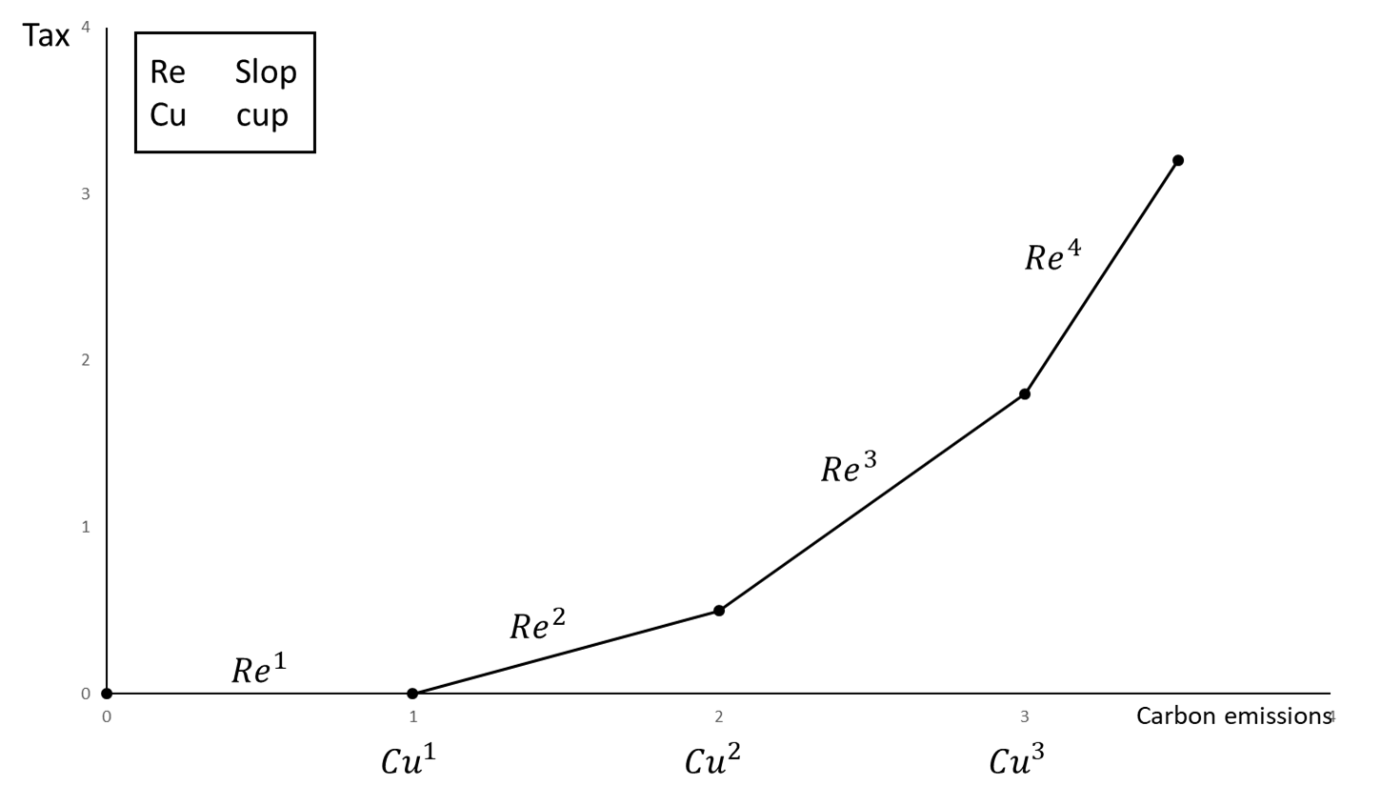 Tax
4
Re Slop
Cu cup
3
Re⁴
2
Re³
1
Re²
Re¹
0
0 1 2 3 Carbon emissions 4
Cu¹ Cu² Cu³